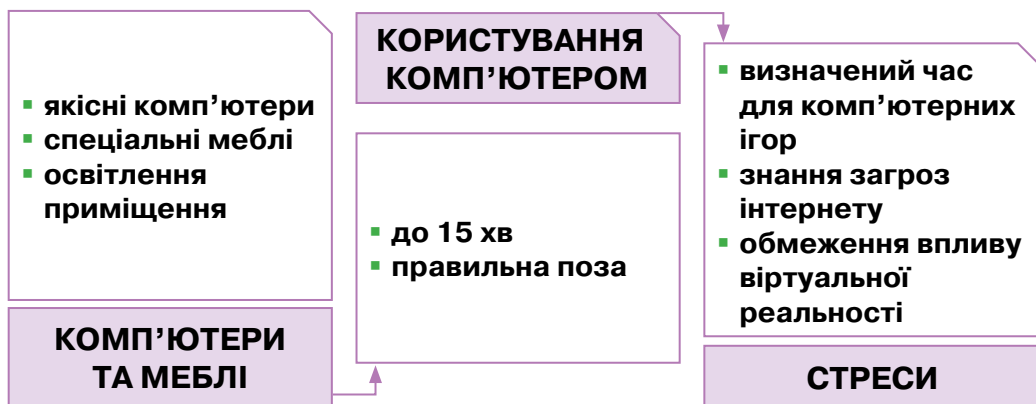 ▪ якісні комп’ютери
▪ спеціальні меблі
▪ освітлення
приміщення
КОМП’ЮТЕРИ
ТА МЕБЛІ
КОРИСТУВАННЯ
КОМП’ЮТЕРОМ
▪ до 15 хв
▪ правильна поза
▪ визначений час
для комп’ютерних
ігор
▪ знання загроз
інтернету
▪ обмеження впливу
віртуальної
реальності
СТРЕСИ